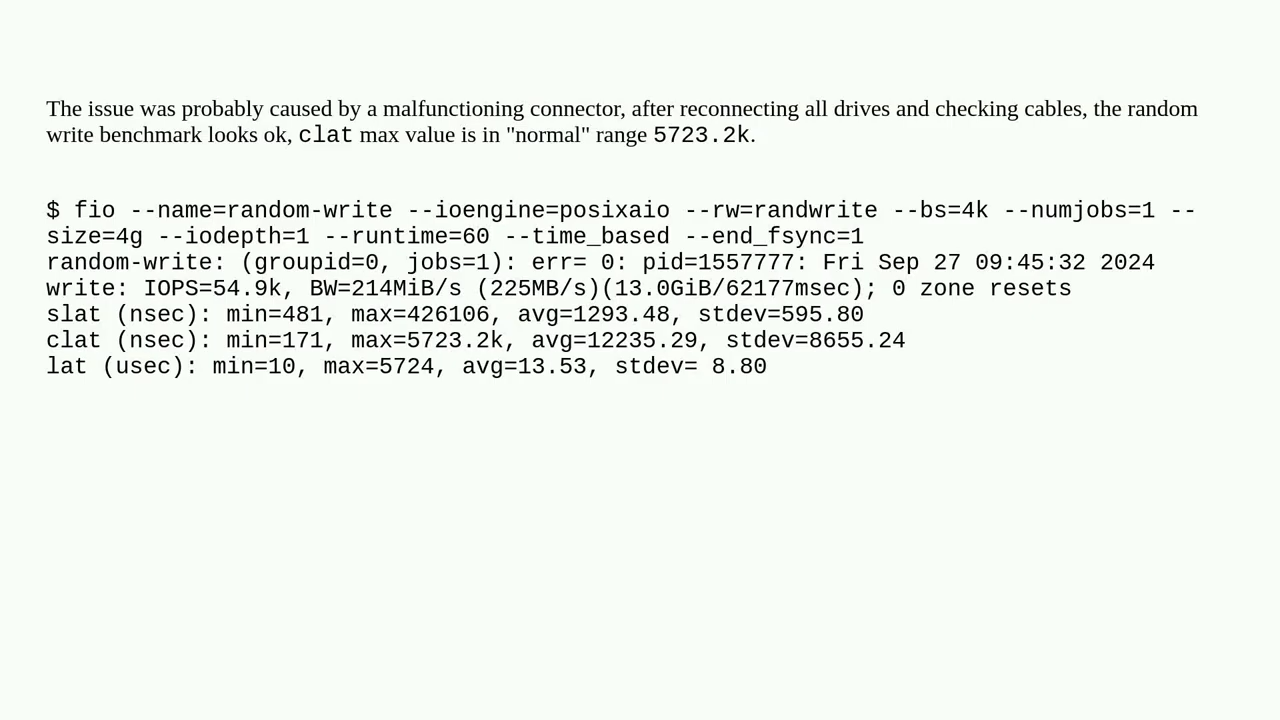 The issue was probably caused by a malfunctioning connector, after reconnecting all drives and checking cables, the random
write benchmark looks ok, clat max value is in "normal" range 5723.2k.
$ fio --name=random-write --ioengine=posixaio --rw=randwrite --bs=4k --numjobs=1 --
size=4g --iodepth=1 --runtime=60 --time_based --end_fsync=1
random-write: (groupid=0, jobs=1): err= 0: pid=1557777: Fri Sep 27 09:45:32 2024
write: IOPS=54.9k, BW=214MiB/s (225MB/s)(13.0GiB/62177msec); 0 zone resets
slat (nsec): min=481, max=426106, avg=1293.48, stdev=595.80
clat (nsec): min=171, max=5723.2k, avg=12235.29, stdev=8655.24
lat (usec): min=10, max=5724, avg=13.53, stdev= 8.80